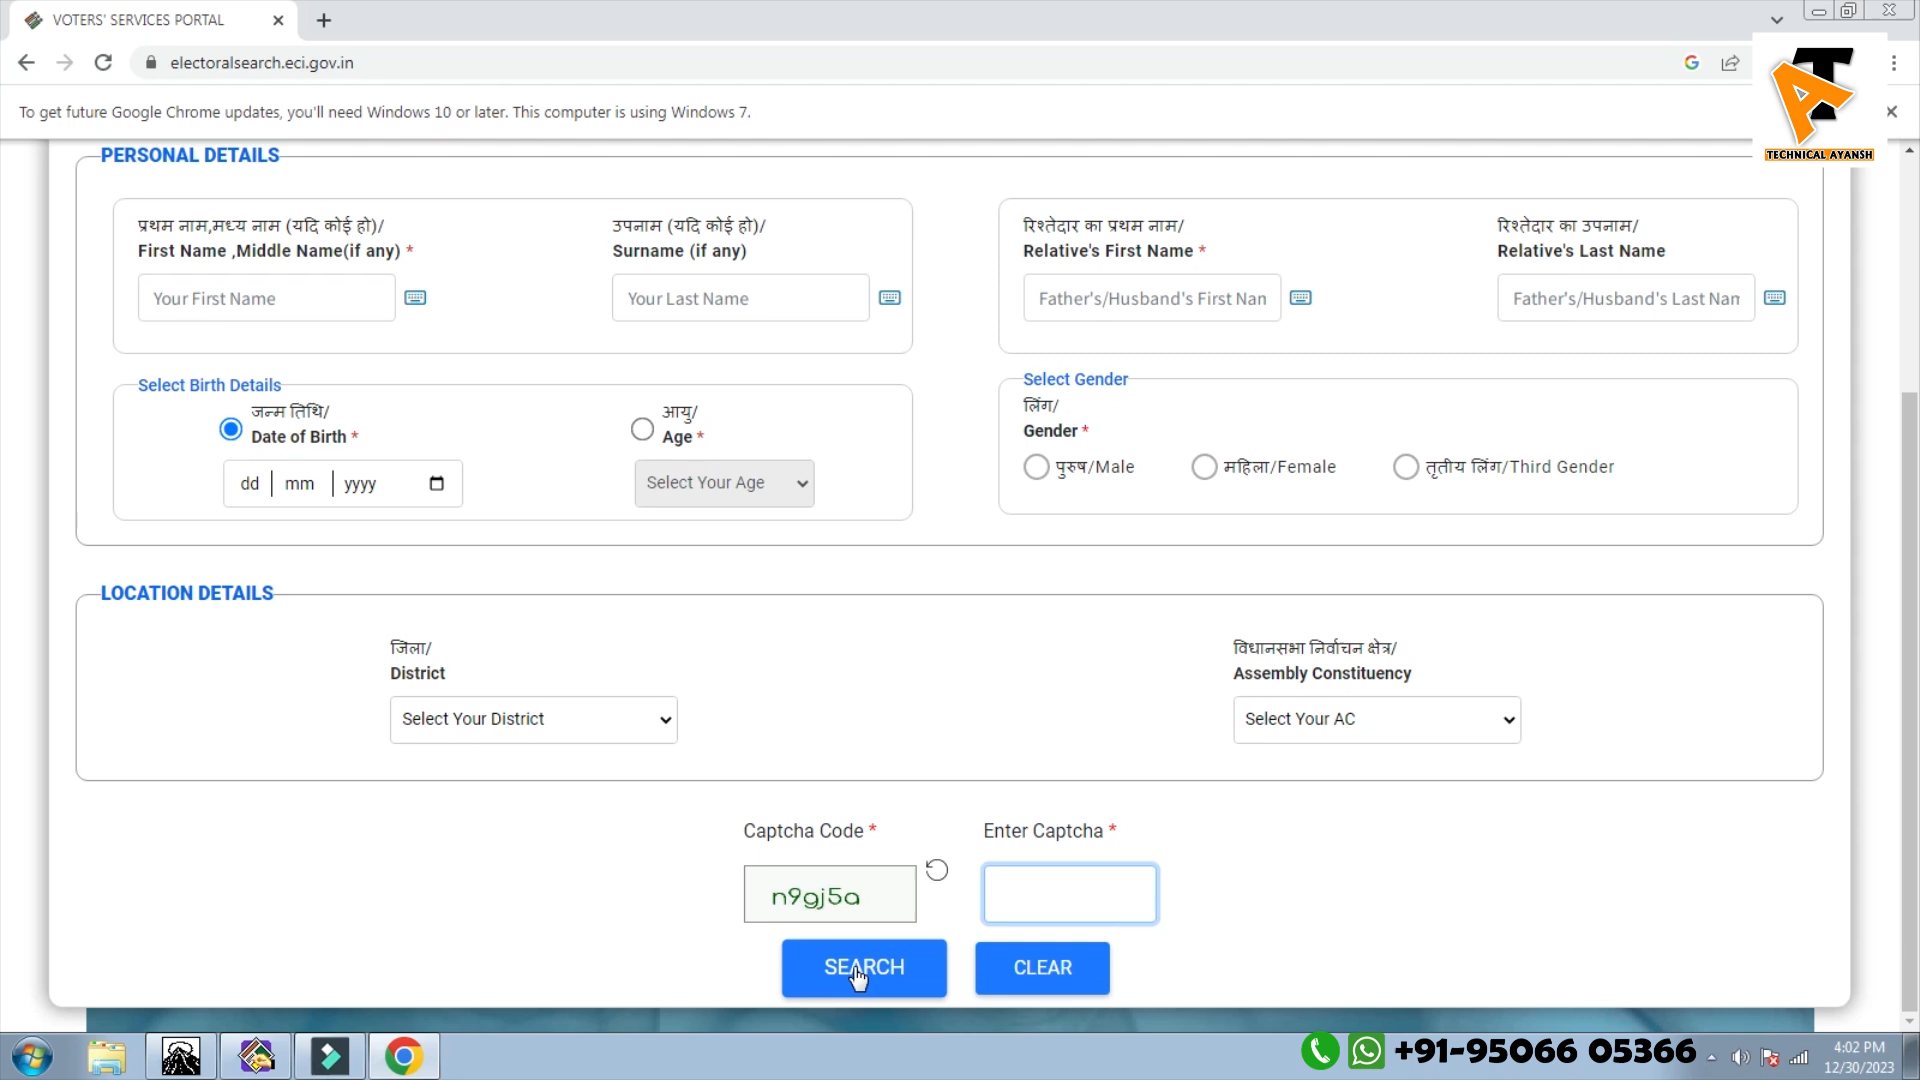 VOTERS' SERVICES PORTAL
electoralsearch.eci.gov.in
To get future Google Chrome updates, you'll need Windows 10 or later. This computer is using Windows 7.
TECHNICAL AYANSH
PERSONAL DETAILS
प्रथम नाम,मध्य नाम (यदि कोई हो)/
First Name ,Middle Name(if any) *
Your First Name
उपनाम (यदि कोई हो)/
Surname (if any)
Your Last Name
रिश्तेदार का प्रथम नाम/
Relative's First Name *
Father's/Husband's First Nan
रिश्तेदार का उपनाम/
Relative's Last Name
Father's/Husband's Last Nan
Select Birth Details
जन्म तिथि/
Date of Birth *
dd mm yyyy
आयु/
Age *
Select Your Age
Select Gender
लिंग/
Gender *
पुरुष/Male महिला/Female तृतीय लिंग/Third Gender
LOCATION DETAILS
जिला/
District
Select Your District
विधानसभा निर्वाचन क्षेत्र/
Assembly Constituency
Select Your AC
Captcha Code *
Enter Captcha *
n9gj5a
SEARCH CLEAR
+91-95066 05366
4:02 PM
12/30/2023